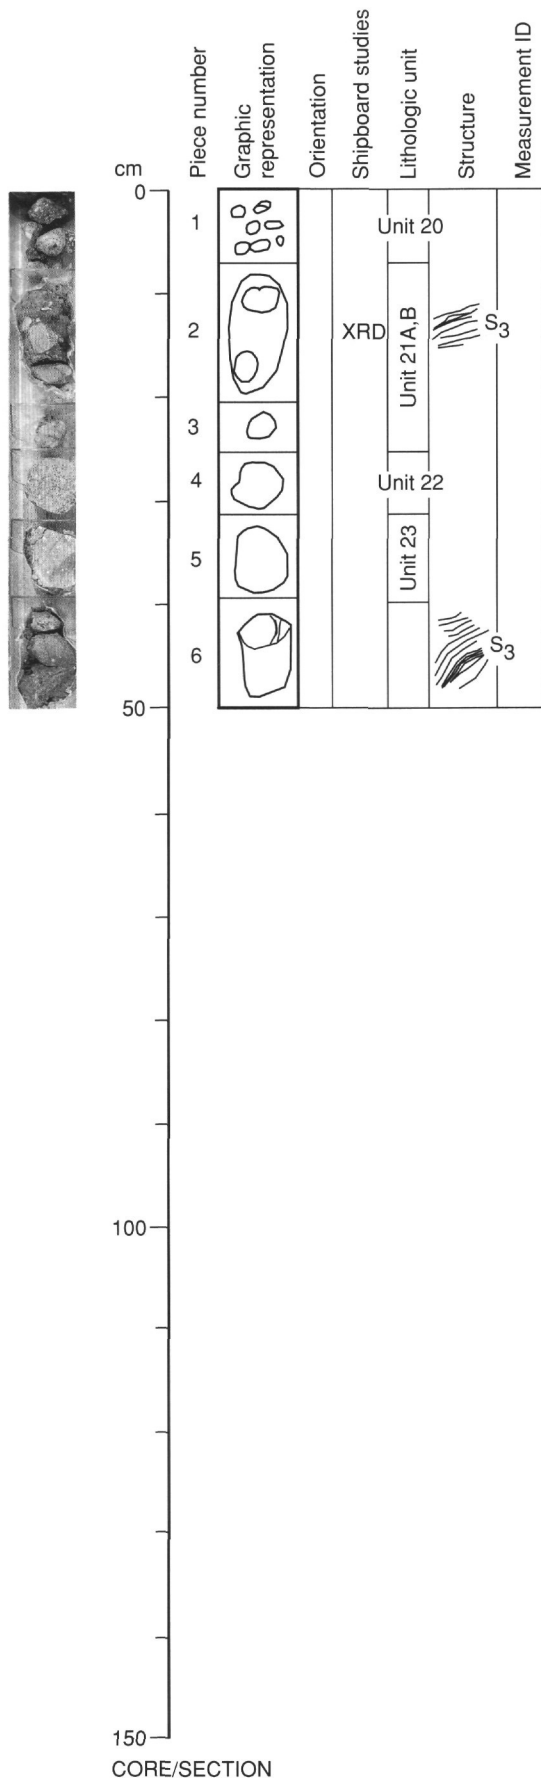 cm
Piece number
Graphic
representation
Orientation
Shipboard studies
Lithologic unit
Structure
Measurement ID
0
1
Unit 20
2
XRD
Unit 21A,B
S3
3
4
Unit 22
5
Unit 23
6
S3
50
100
150
CORE/SECTION